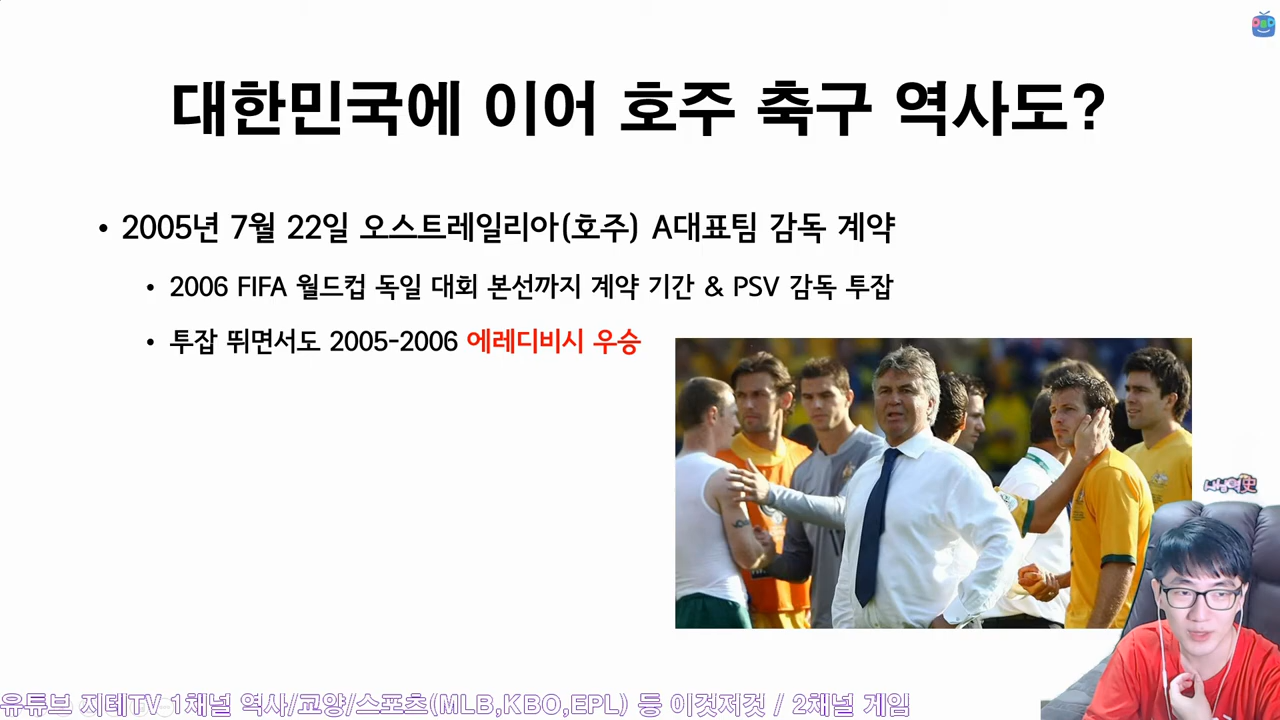 대한민국에 이어 호주 축구 역사도?
• 2005년 7월 22일 오스트레일리아(호주) A대표팀 감독 계약
• 2006 FIFA 월드컵 독일 대회 본선까지 계약 기간 & PSV 감독 투잡
• 투잡 뛰면서도 2005-2006 에레디비시 우승
유튜브 지테TV 1채널 역사/교양/스포츠(MLB,KBO,EPL) 등 이것저것 / 2채널 게임